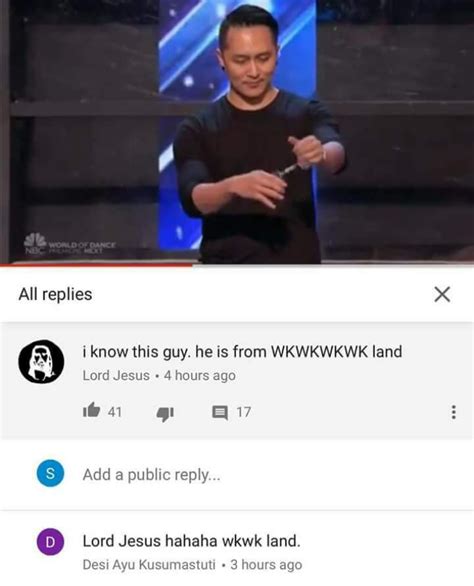 NBC
WORLD OF DANCE
PREMIERE NEXT
All replies
i know this guy. he is from WKWKWKWK land
Lord Jesus • 4 hours ago
41
17
S
Add a public reply...
D
Lord Jesus hahaha wkwk land.
Desi Ayu Kusumastuti • 3 hours ago